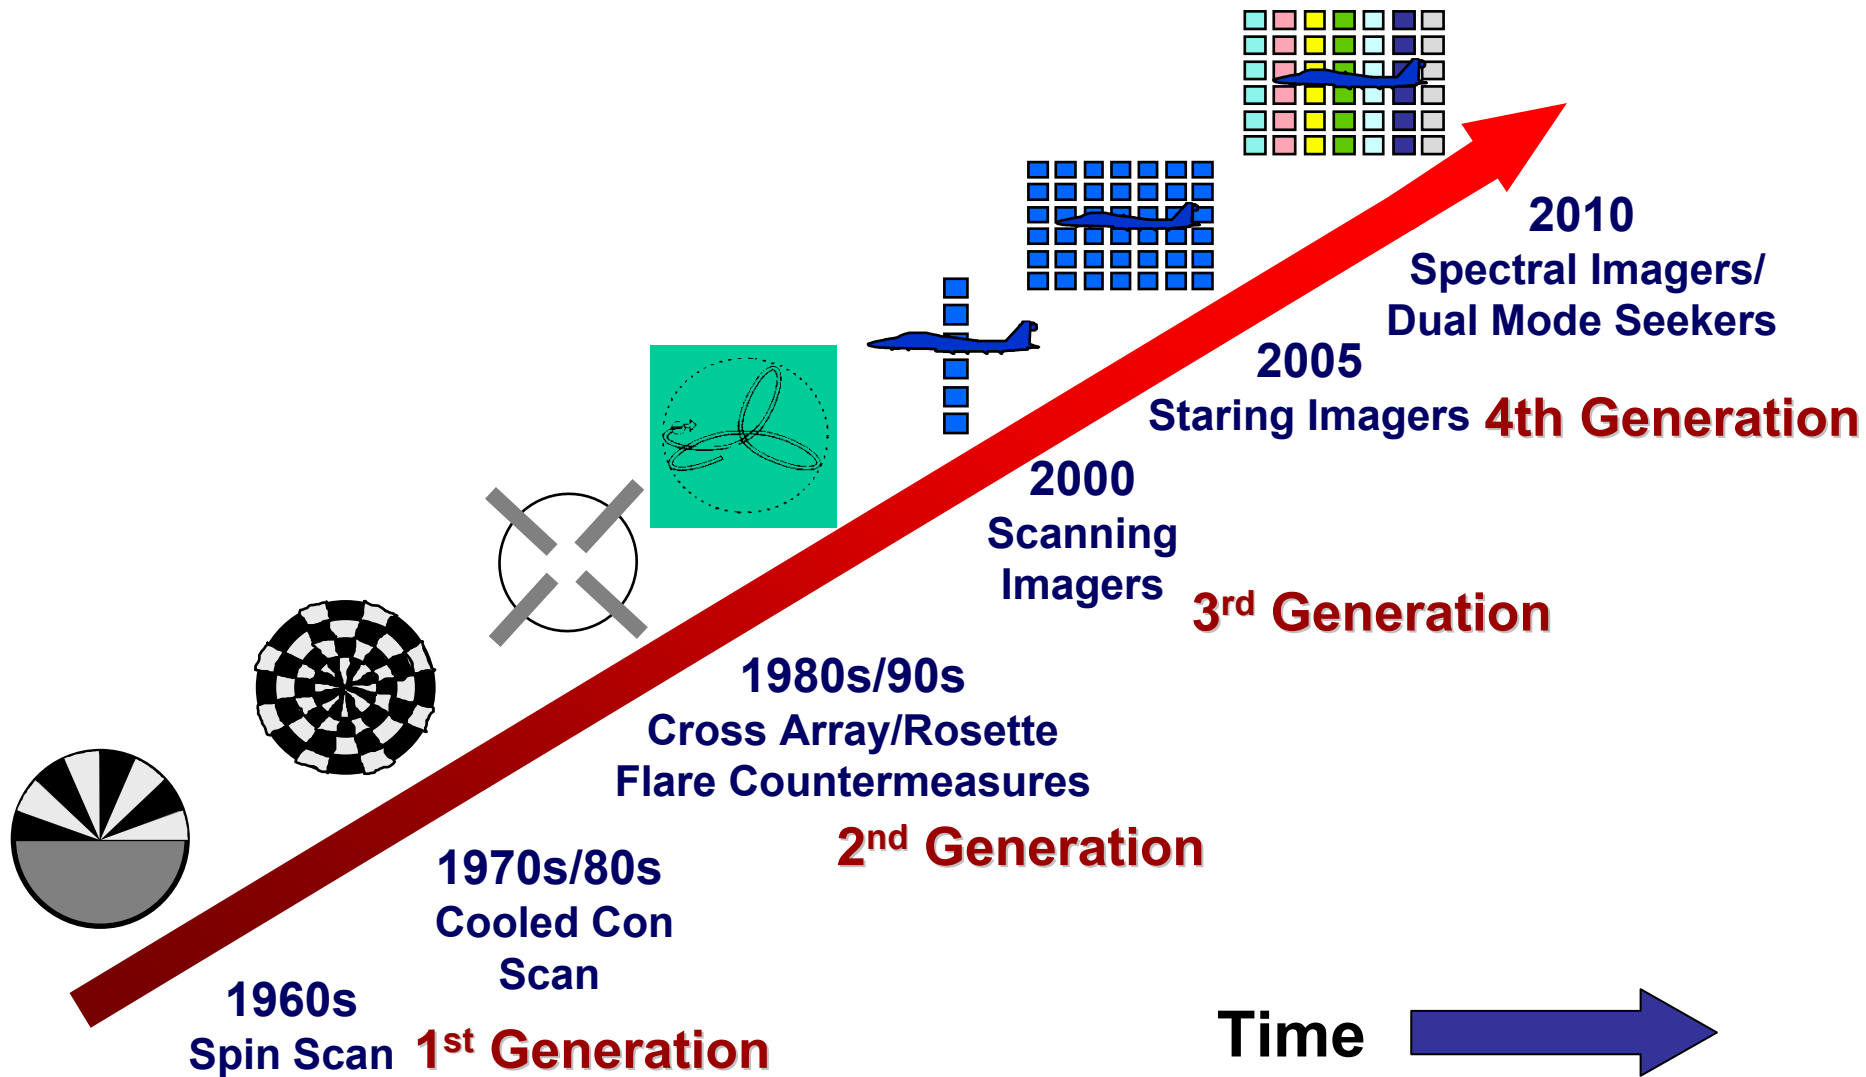 2010
Spectral Imagers/
Dual Mode Seekers
2005
Staring Imagers
4th Generation
2000
Scanning
Imagers
3rd Generation
1980s/90s
Cross Array/Rosette
Flare Countermeasures
2nd Generation
1970s/80s
Cooled Con
Scan
1960s
Spin Scan
1st Generation
Time